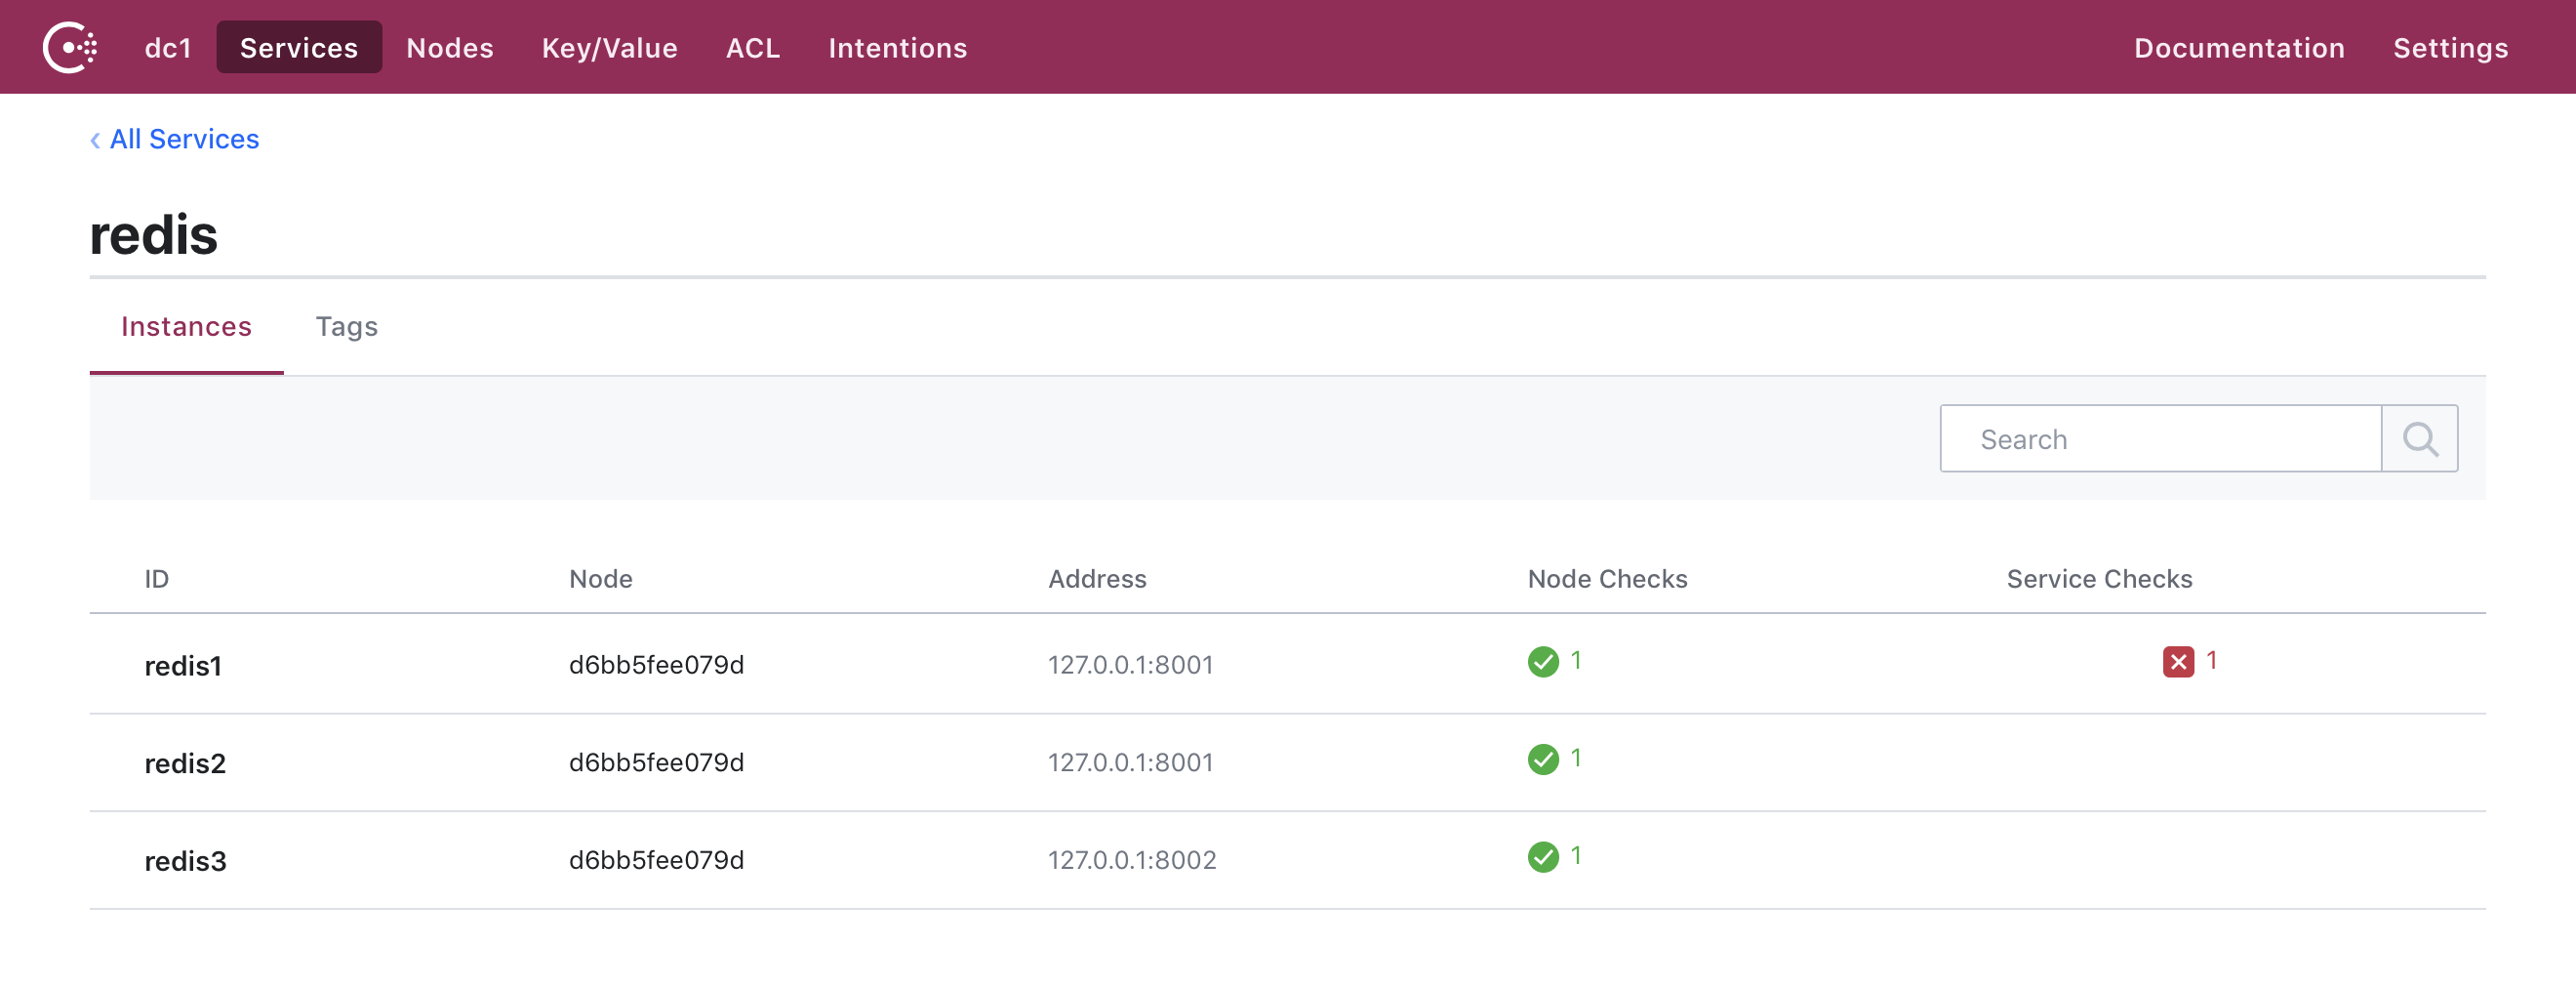 dc1 Services Nodes Key/Value ACL Intentions Documentation Settings
‹ All Services
redis
Instances Tags
Search
ID Node Address Node Checks Service Checks
redis1 d6bb5fee079d 127.0.0.1:8001 1 1
redis2 d6bb5fee079d 127.0.0.1:8001 1
redis3 d6bb5fee079d 127.0.0.1:8002 1